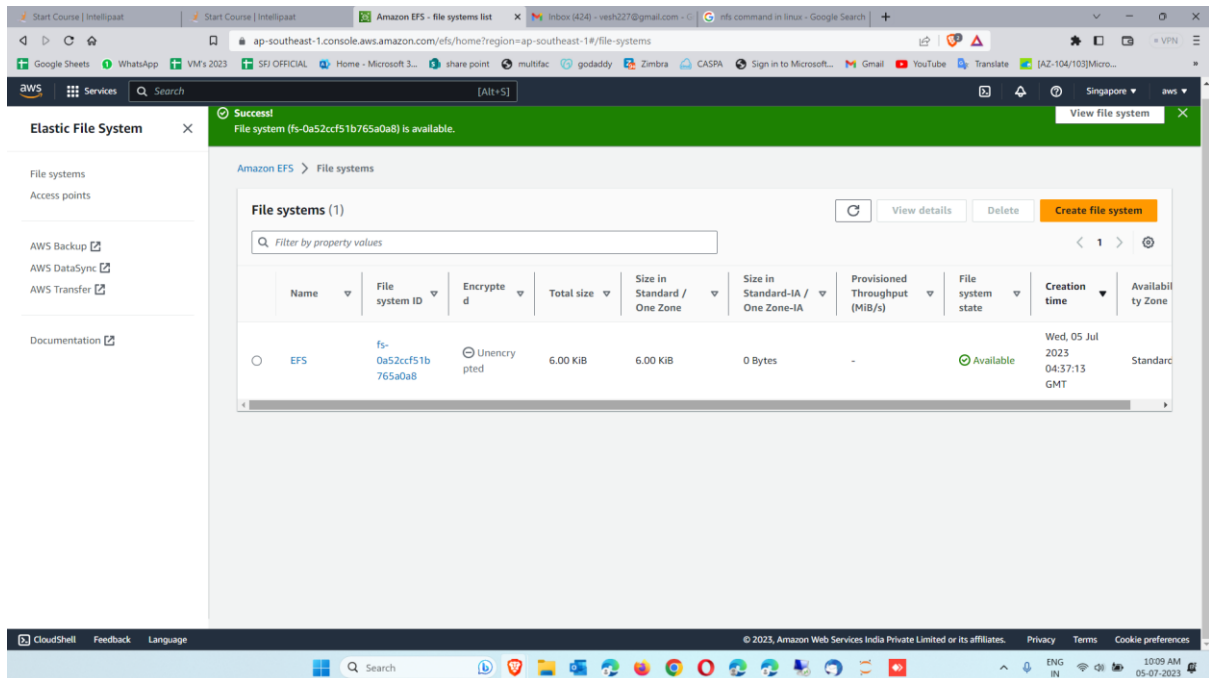 Start Course | Intellipaat
Start Course | Intellipaat
Amazon EFS - file systems list
Inbox (424) - vesh227@gmail.com - G
nfs command in linux - Google Search
ap-southeast-1.console.aws.amazon.com/efs/home?region=ap-southeast-1#/file-systems
VPN
Google Sheets WhatsApp VM's 2023 SFJ OFFICIAL Home - Microsoft 3... share point multifac godaddy Zimbra CASPA Sign in to Microsoft... Gmail YouTube Translate [AZ-104/103]Micro... »
aws Services Search [Alt+S] Singapore ▼ aws ▼
Elastic File System
Success!
File system (fs-0a52ccf51b765a0a8) is available.
View file system
File systems
Access points
AWS Backup
AWS DataSync
AWS Transfer
Documentation
Amazon EFS > File systems
File systems (1)
View details
Delete
Create file system
Filter by property values
< 1 >
Name
File
system ID
Encrypte
d
Total size
Size in
Standard /
One Zone
Size in
Standard-IA /
One Zone-IA
Provisioned
Throughput
(MiB/s)
File
system
state
Creation
time
Availabil
ty Zone
EFS
fs-
0a52ccf51b
765a0a8
Unencry
pted
6.00 KiB
6.00 KiB
0 Bytes
-
Available
Wed, 05 Jul
2023
04:37:13
GMT
Standard
CloudShell Feedback Language
© 2023, Amazon Web Services India Private Limited or its affiliates. Privacy Terms Cookie preferences
Search
ENG
IN
10:09 AM
05-07-2023